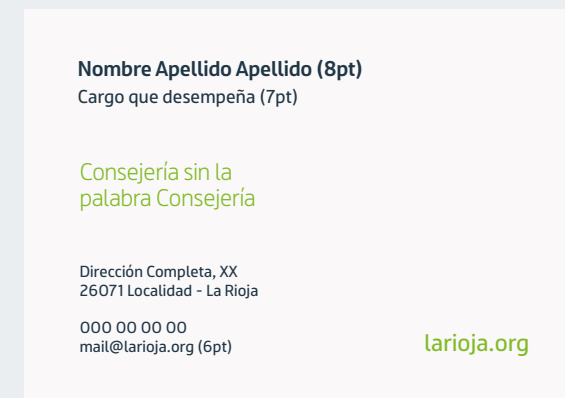 Nombre Apellido Apellido (8pt)
Cargo que desempeña (7pt)
Consejería sin la
palabra Consejería
Dirección Completa, XX
26071 Localidad - La Rioja
000 00 00 00
mail@larioja.org (6pt)
larioja.org